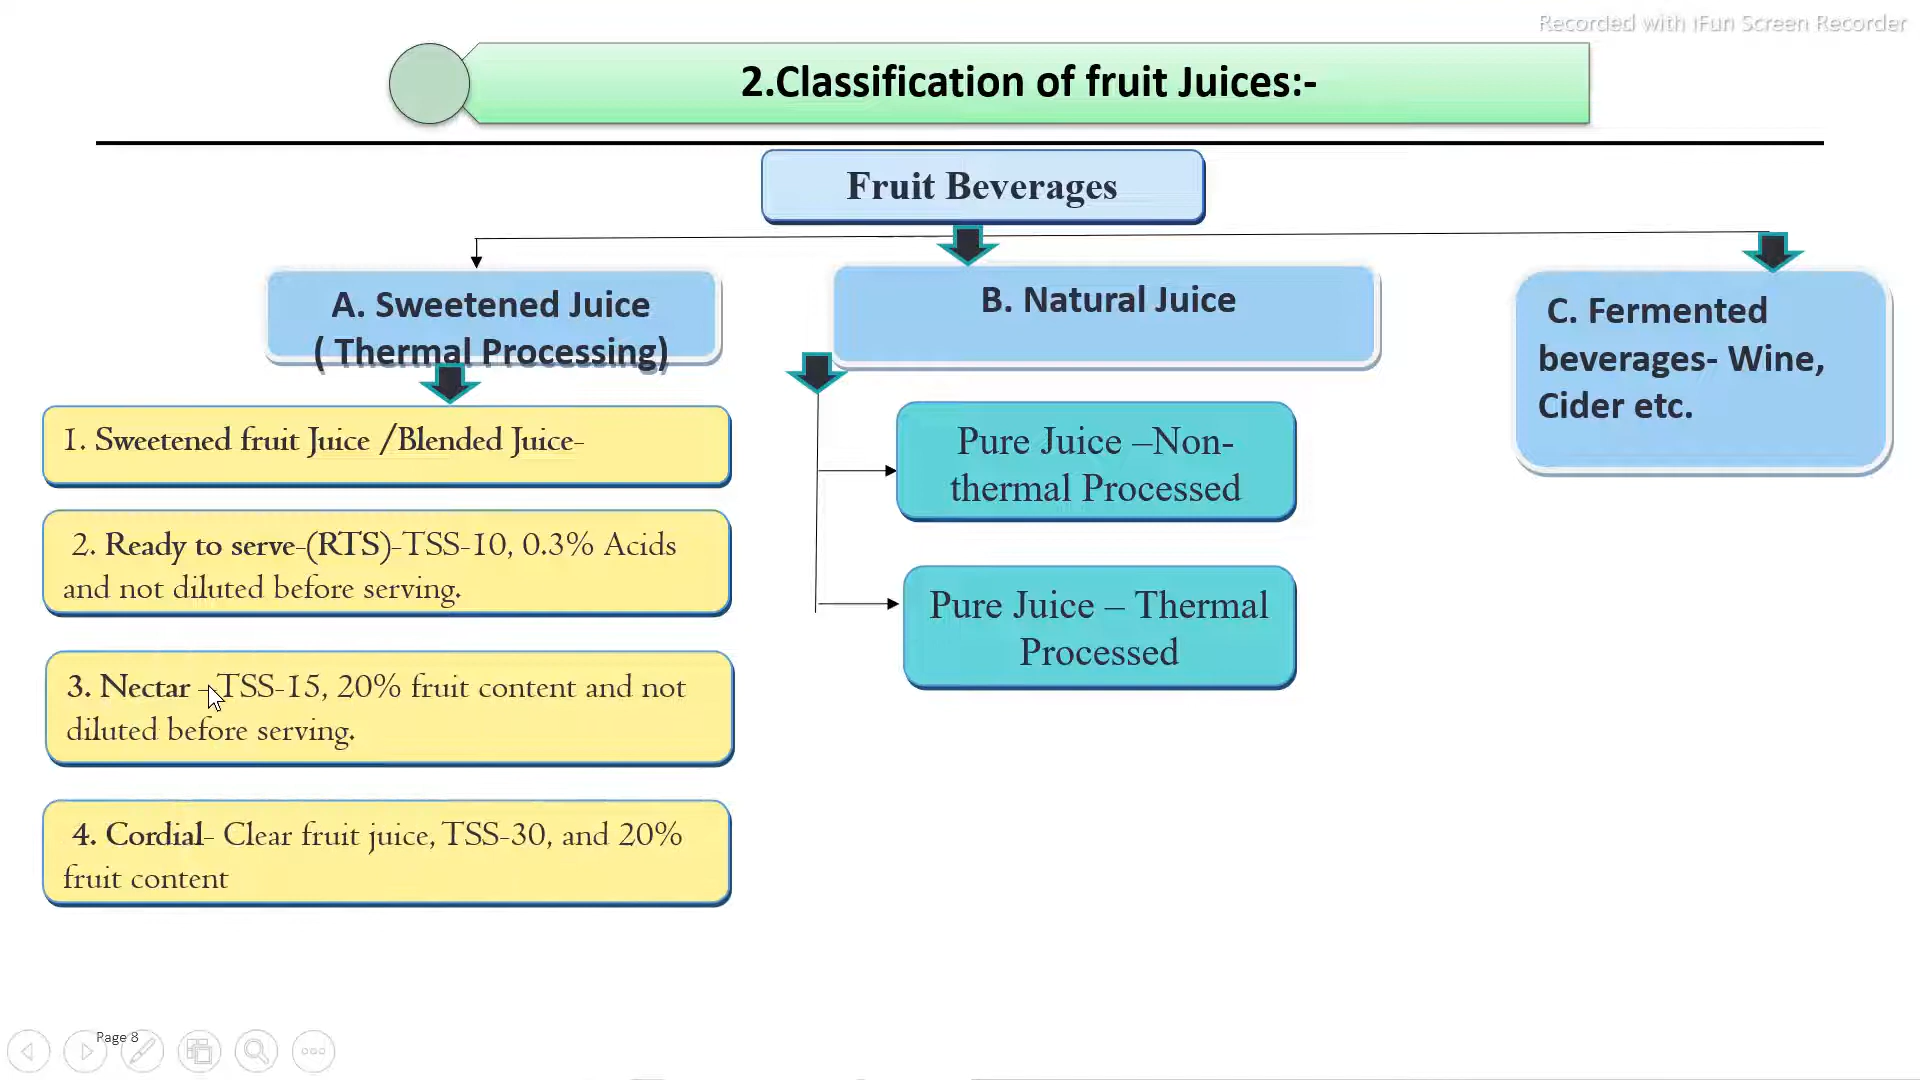 Recorded with iFun Screen Recorder
2.Classification of fruit Juices:-
Fruit Beverages
A. Sweetened Juice
( Thermal Processing)
1. Sweetened fruit Juice /Blended Juice-
2. Ready to serve-(RTS)-TSS-10, 0.3% Acids
and not diluted before serving.
3. Nectar –TSS-15, 20% fruit content and not
diluted before serving.
4. Cordial- Clear fruit juice, TSS-30, and 20%
fruit content
B. Natural Juice
Pure Juice –Non-
thermal Processed
Pure Juice – Thermal
Processed
C. Fermented
beverages- Wine,
Cider etc.
Page 8